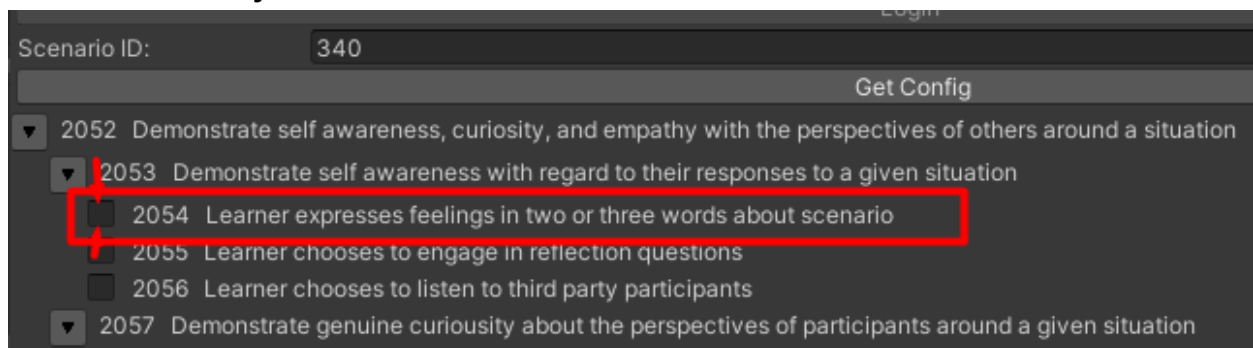 Login
Scenario ID: 340
Get Config
2052 Demonstrate self awareness, curiosity, and empathy with the perspectives of others around a situation
2053 Demonstrate self awareness with regard to their responses to a given situation
2054 Learner expresses feelings in two or three words about scenario
2055 Learner chooses to engage in reflection questions
2056 Learner chooses to listen to third party participants
2057 Demonstrate genuine curiousity about the perspectives of participants around a given situation